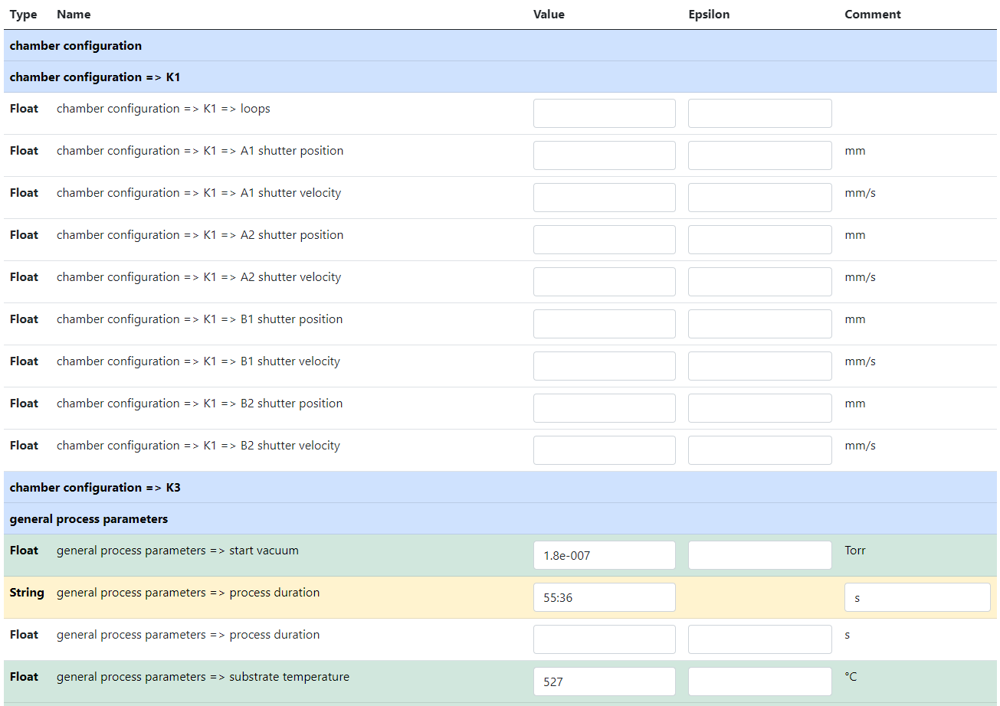 Type Name Value Epsilon Comment
chamber configuration
chamber configuration => K1
Float chamber configuration => K1 => loops
Float chamber configuration => K1 => A1 shutter position mm
Float chamber configuration => K1 => A1 shutter velocity mm/s
Float chamber configuration => K1 => A2 shutter position mm
Float chamber configuration => K1 => A2 shutter velocity mm/s
Float chamber configuration => K1 => B1 shutter position mm
Float chamber configuration => K1 => B1 shutter velocity mm/s
Float chamber configuration => K1 => B2 shutter position mm
Float chamber configuration => K1 => B2 shutter velocity mm/s
chamber configuration => K3
general process parameters
Float general process parameters => start vacuum 1.8e-007 Torr
String general process parameters => process duration 55:36 s
Float general process parameters => process duration s
Float general process parameters => substrate temperature 527 °C